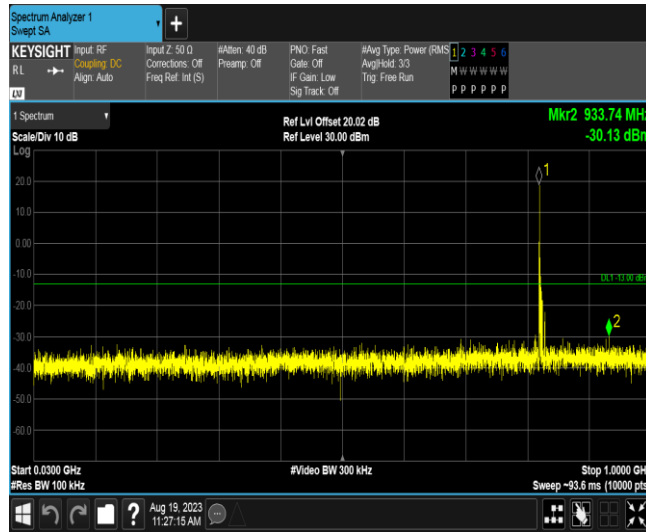 Spectrum Analyzer 1
Swept SA
+
KEYSIGHT
RL
LXI
Input: RF
Coupling: DC
Align: Auto
Input Z: 50 Ω
Corrections: Off
Freq Ref: Int (S)
#Atten: 40 dB
Preamp: Off
PNO: Fast
Gate: Off
IF Gain: Low
Sig Track: Off
#Avg Type: Power (RMS
Avg|Hold: 3/3
Trig: Free Run
1 2 3 4 5 6
M W W W W W
P P P P P P
1 Spectrum
Scale/Div 10 dB
Log
Ref Lvl Offset 20.02 dB
Ref Level 30.00 dBm
Mkr2 933.74 MHz
-30.13 dBm
1
20.0
10.0
0.00
-10.0
DL1 -13.00 dBm
-20.0
2
-30.0
-40.0
-50.0
-60.0
Start 0.0300 GHz
#Res BW 100 kHz
#Video BW 300 kHz
Stop 1.0000 GHz
Sweep ~93.6 ms (10000 pts
?
Aug 19, 2023
11:27:15 AM